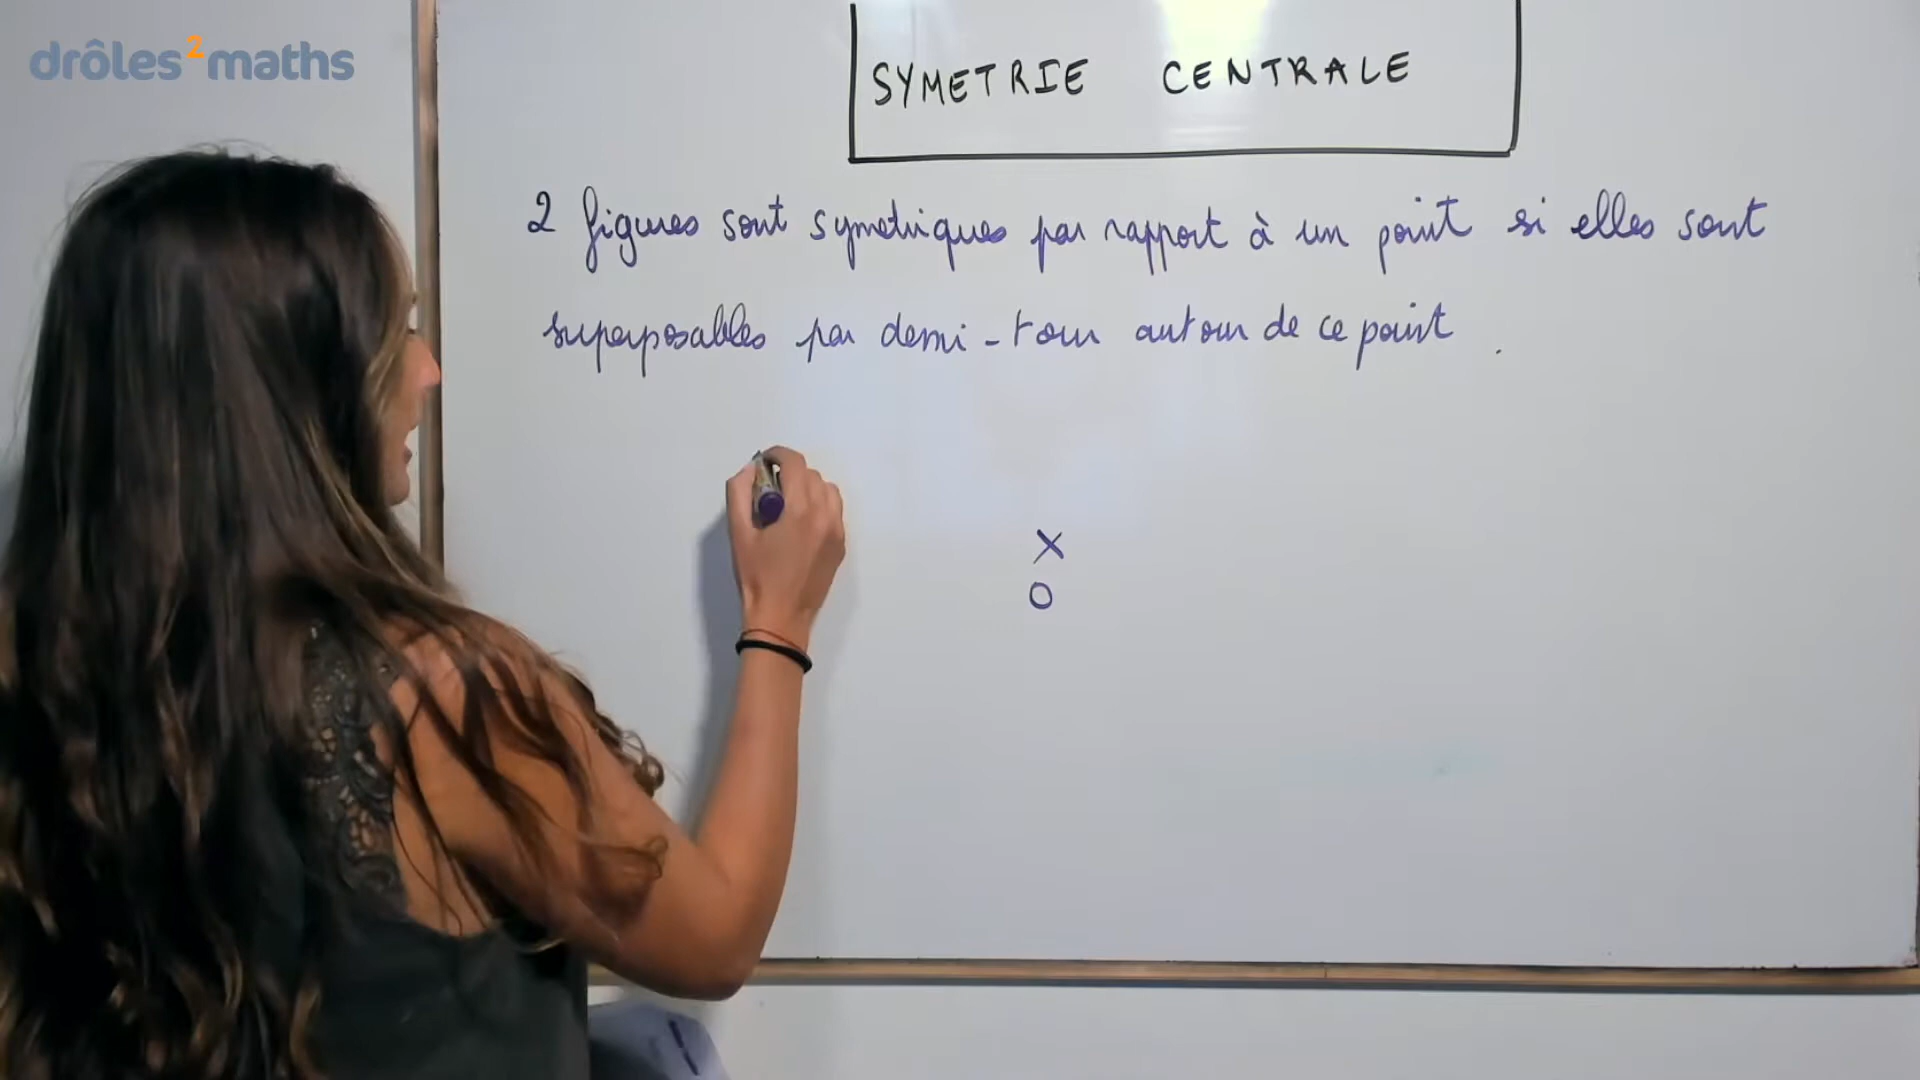 drôles²maths
SYMETRIE CENTRALE
2 figures sont symetriques par rapport à un point si elles sont
superposables par demi-tour autour de ce point.
X
O